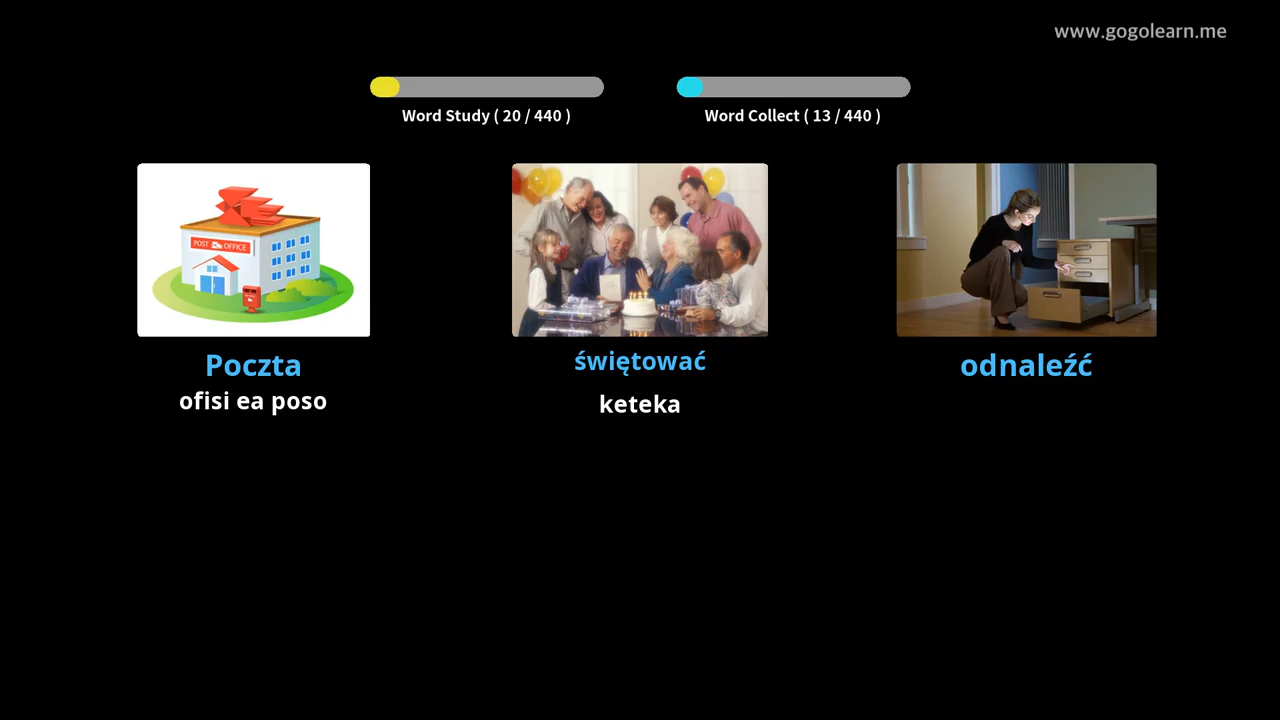 www.gogolearn.me
Word Study ( 20 / 440 )
Word Collect ( 13 / 440 )
POST OFFICE
Poczta
ofisi ea poso
świętować
keteka
odnaleźć